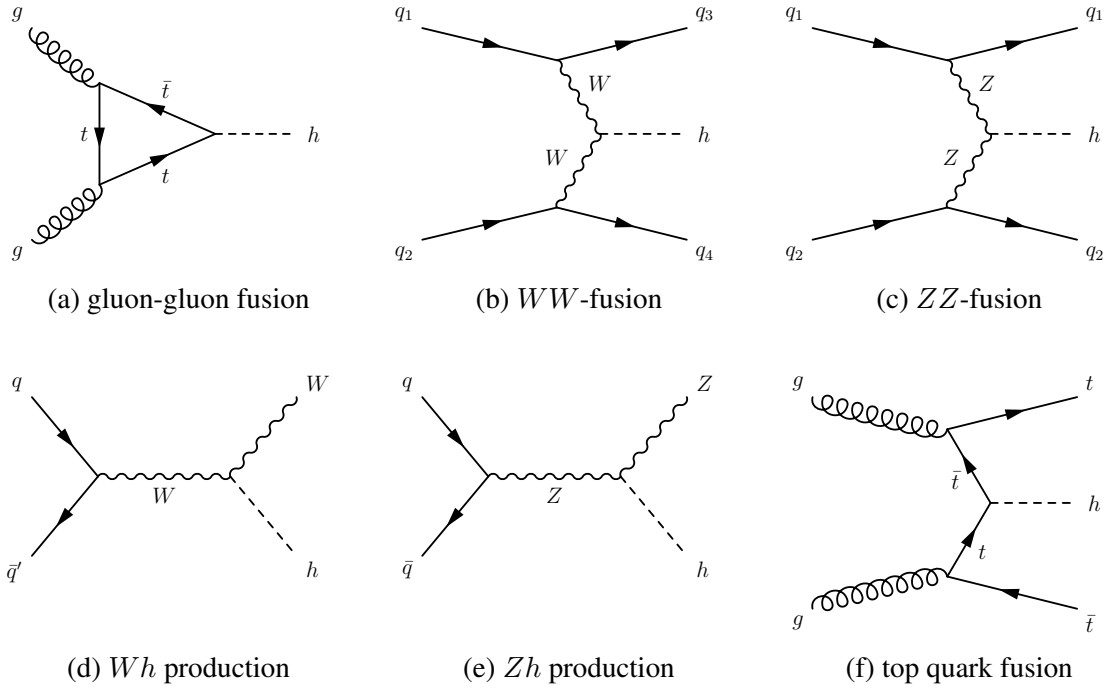 g
t̄
t
h
t
g
(a) gluon-gluon fusion
q₁
q₃
W
h
W
q₂
q₄
(b) WW-fusion
q₁
q₁
Z
h
Z
q₂
q₂
(c) ZZ-fusion
q
W
W
q̄′
h
(d) Wh production
q
Z
Z
q̄
h
(e) Zh production
g
t
t̄
h
t
g
t̄
(f) top quark fusion